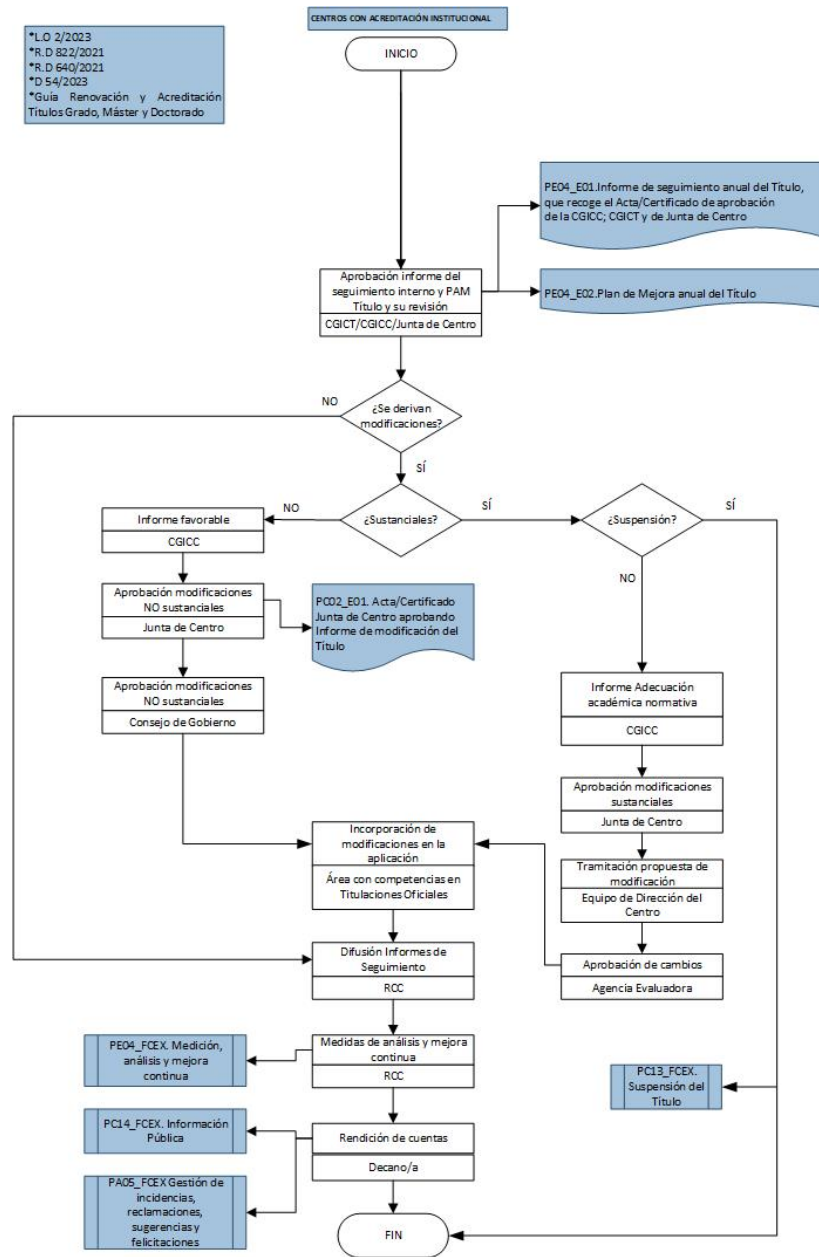 CENTROS CON ACREDITACIÓN INSTITUCIONAL
*L.O 2/2023
*R.D 822/2021
*R.D 640/2021
*D 54/2023
*Guía Renovación y Acreditación
Títulos Grado, Máster y Doctorado
INICIO
PE04_E01.Informe de seguimiento anual del Título,
que recoge el Acta/Certificado de aprobación
de la CGICC; CGICT y de Junta de Centro
Aprobación informe del
seguimiento interno y PAM
Título y su revisión
CGICT/CGICC/Junta de Centro
PE04_E02.Plan de Mejora anual del Título
¿Se derivan
modificaciones?
NO
SÍ
¿Sustanciales?
NO
SÍ
¿Suspensión?
SÍ
NO
Informe favorable
CGICC
Aprobación modificaciones
NO sustanciales
Junta de Centro
PC02_E01. Acta/Certificado
Junta de Centro aprobando
Informe de modificación del
Título
Aprobación modificaciones
NO sustanciales
Consejo de Gobierno
Informe Adecuación
académica normativa
CGICC
Aprobación modificaciones
sustanciales
Junta de Centro
Tramitación propuesta de
modificación
Equipo de Dirección del
Centro
Aprobación de cambios
Agencia Evaluadora
Incorporación de
modificaciones en la
aplicación
Área con competencias en
Titulaciones Oficiales
Difusión Informes de
Seguimiento
RCC
Medidas de análisis y mejora
continua
RCC
PE04_FCEX. Medición,
análisis y mejora
continua
PC13_FCEX.
Suspensión del
Título
Rendición de cuentas
Decano/a
PC14_FCEX. Información
Pública
PA05_FCEX Gestión de
incidencias,
reclamaciones,
sugerencias y
felicitaciones
FIN